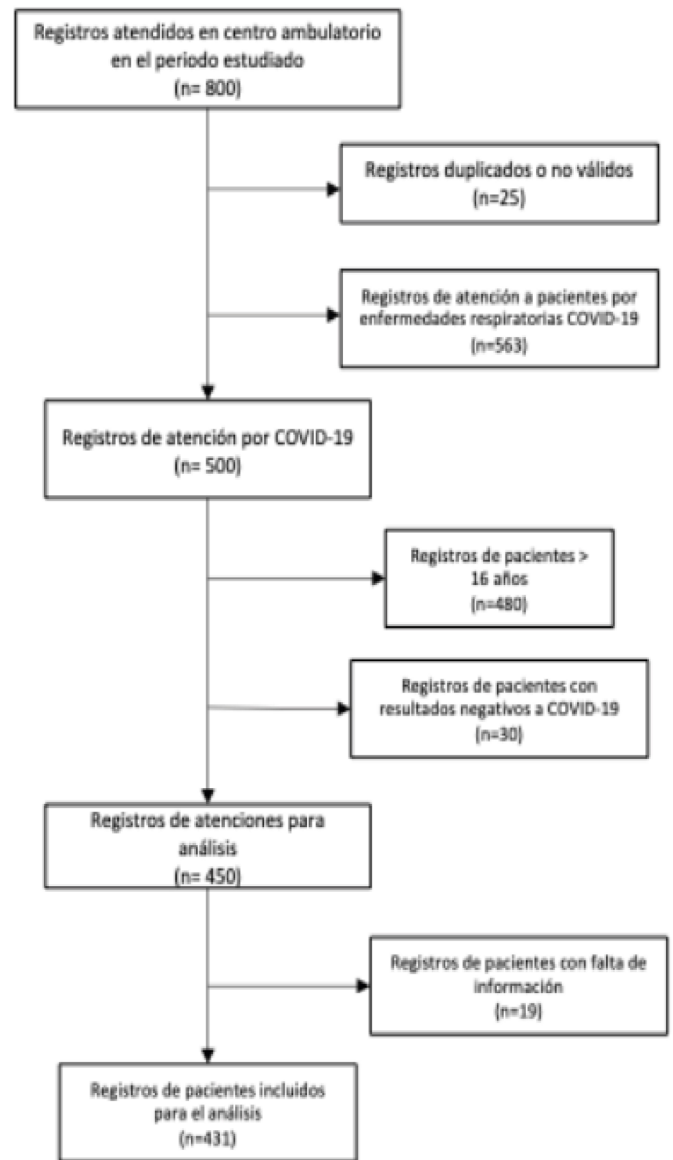 Registros atendidos en centro ambulatorio
en el periodo estudiado
(n= 800)
Registros duplicados o no válidos
(n=25)
Registros de atención a pacientes por
enfermedades respiratorias COVID-19
(n=563)
Registros de atención por COVID-19
(n= 500)
Registros de pacientes >
16 años
(n=480)
Registros de pacientes con
resultados negativos a COVID-19
(n=30)
Registros de atenciones para
análisis
(n= 450)
Registros de pacientes con falta de
información
(n=19)
Registros de pacientes incluidos
para el análisis
(n=431)